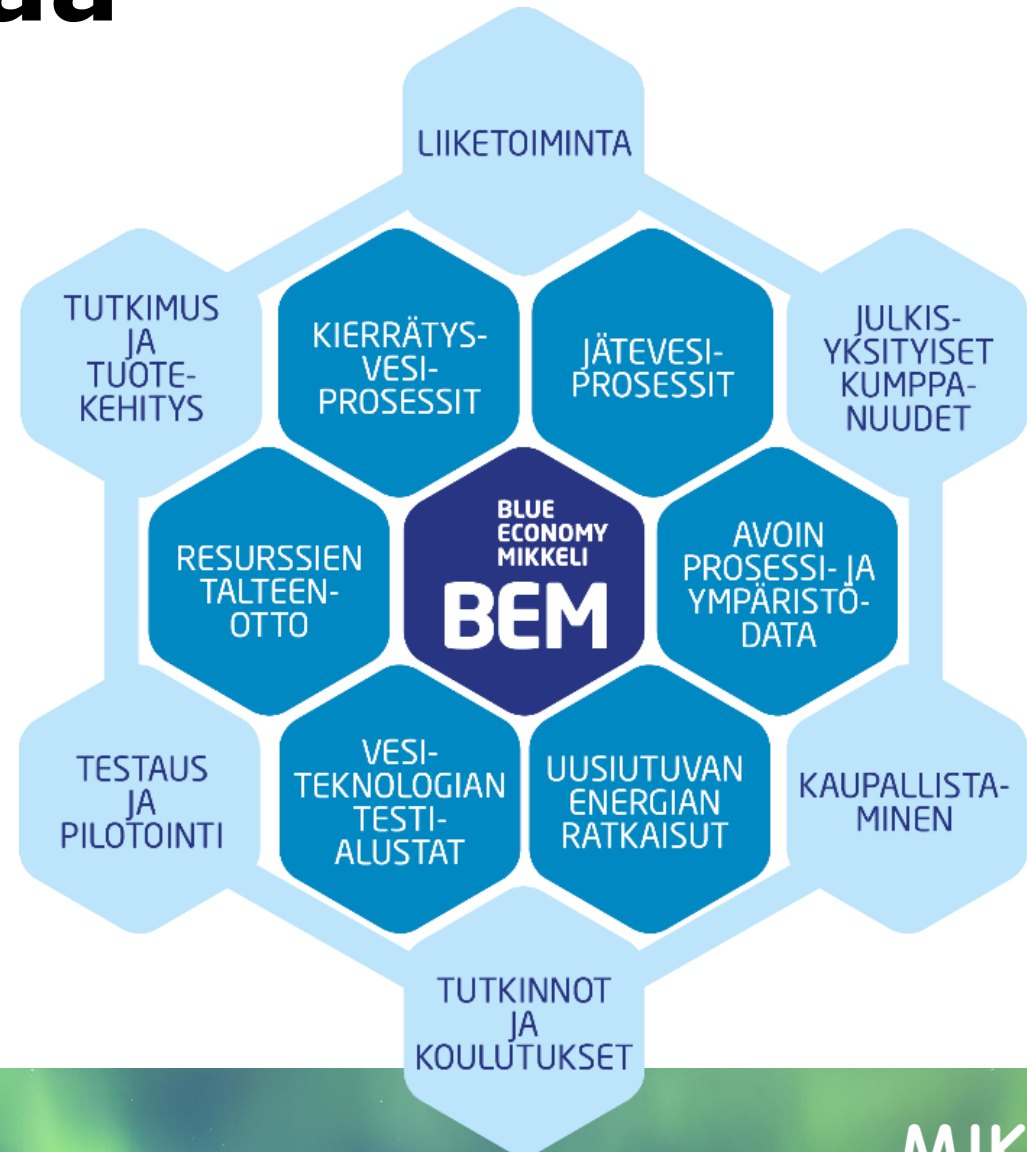 LIIKETOIMINTA
TUTKIMUS
JA
TUOTE-
KEHITYS
KIERRÄTYS-
VESI-
PROSESSIT
JÄTEVESI-
PROSESSIT
JULKIS-
YKSITYISET
KUMPPA-
NUUDET
RESURSSIEN
TALTEEN-
OTTO
BLUE
ECONOMY
MIKKELI
BEM
AVOIN
PROSESSI- JA
YMPÄRISTÖ-
DATA
TESTAUS
JA
PILOTOINTI
VESI-
TEKNOLOGIAN
TESTI-
ALUSTAT
UUSIUTUVAN
ENERGIAN
RATKAISUT
KAUPALLISTA-
MINEN
TUTKINNOT
JA
KOULUTUKSET